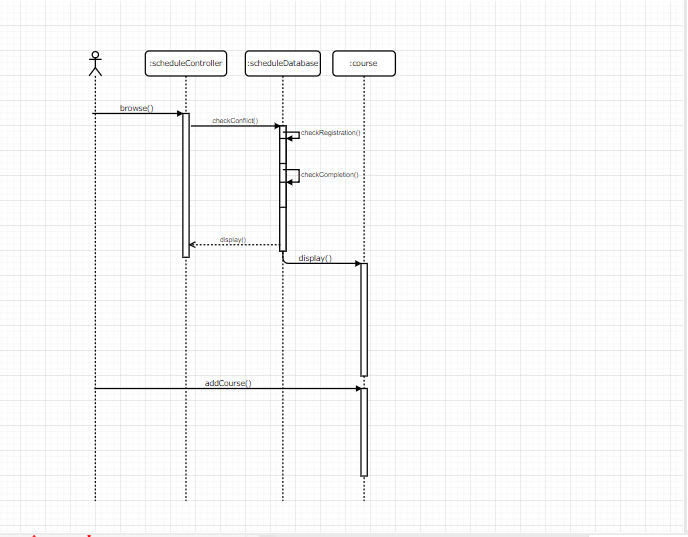 :scheduleController
:scheduleDatabase
:course
browse()
checkConflict()
checkRegistration()
checkCompletion()
display()
display()
addCourse()